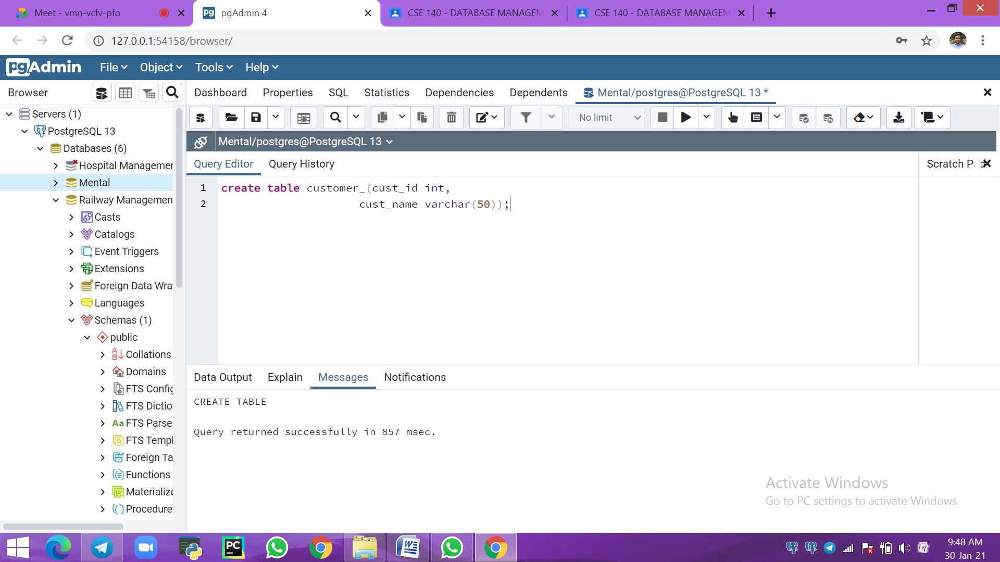 Meet - vmn-vcfv-pfo
pgAdmin 4
CSE 140 - DATABASE MANAGEM
CSE 140 - DATABASE MANAGEM
127.0.0.1:54158/browser/
pgAdmin
File
Object
Tools
Help
Browser
Dashboard
Properties
SQL
Statistics
Dependencies
Dependents
Mental/postgres@PostgreSQL 13 *
No limit
Servers (1)
PostgreSQL 13
Databases (6)
Hospital Managemen
Mental
Railway Managemen
Casts
Catalogs
Event Triggers
Extensions
Foreign Data Wra
Languages
Schemas (1)
public
Collations
Domains
FTS Config
FTS Dictio
FTS Parse
FTS Templ
Foreign Ta
Functions
Materialize
Procedure
Mental/postgres@PostgreSQL 13
Query Editor
Query History
Scratch Pad
1 create table customer_(cust_id int,
2 cust_name varchar(50));
Data Output
Explain
Messages
Notifications
CREATE TABLE
Query returned successfully in 857 msec.
Activate Windows
Go to PC settings to activate Windows.
9:48 AM
30-Jan-21